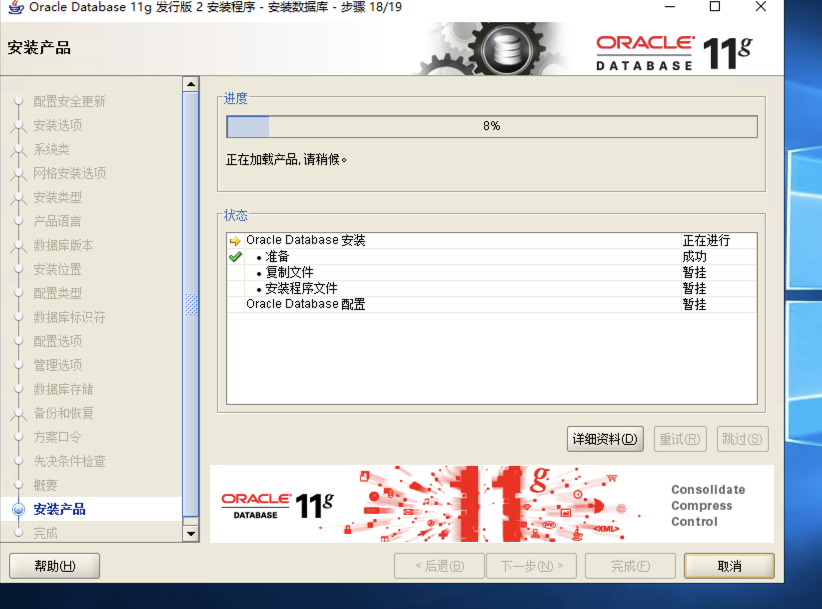 Oracle Database 11g 发行版 2 安装程序 - 安装数据库 - 步骤 18/19
安装产品
ORACLE
DATABASE
11g
配置安全更新
安装选项
系统类
网格安装选项
安装类型
产品语言
数据库版本
安装位置
配置类型
数据库标识符
配置选项
管理选项
数据库存储
备份和恢复
方案口令
先决条件检查
概要
安装产品
完成
进度
8%
正在加载产品, 请稍候。
状态
Oracle Database 安装 正在进行
• 准备 成功
• 复制文件 暂挂
• 安装程序文件 暂挂
Oracle Database 配置 暂挂
详细资料(D) 重试(R) 跳过(S)
ORACLE
DATABASE
11g
11g
<XML>
Consolidate
Compress
Control
帮助(H) < 后退(B) 下一步(N) > 完成(F) 取消